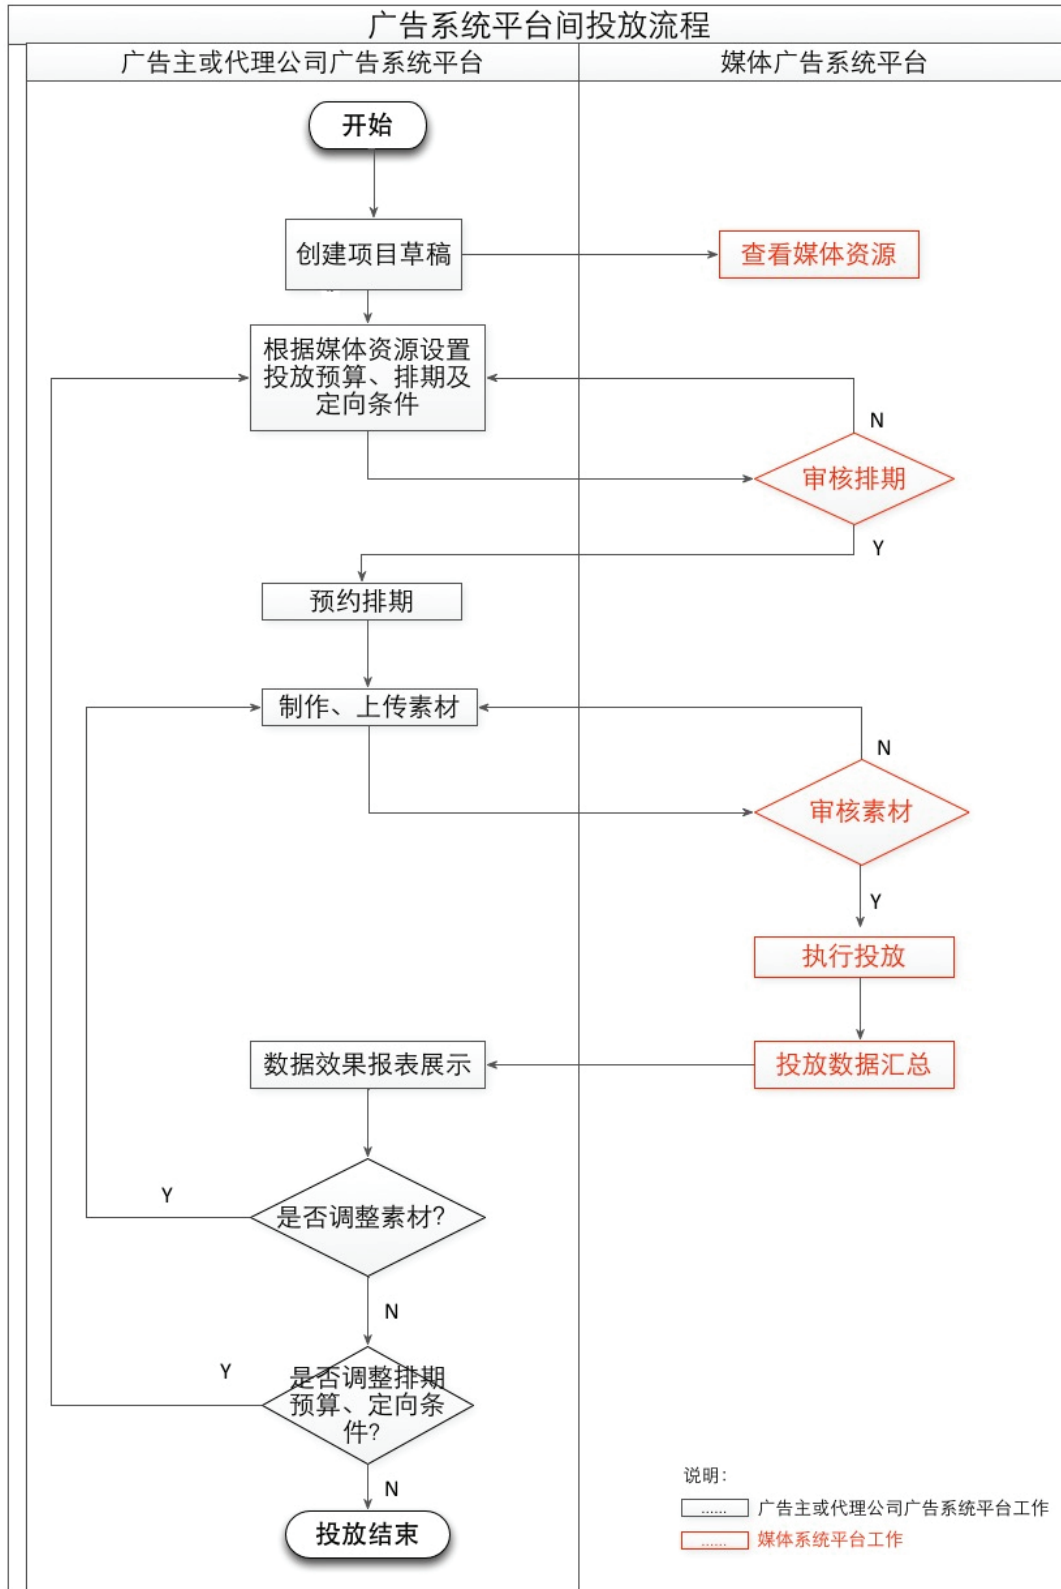 广告系统平台间投放流程
广告主或代理公司广告系统平台
媒体广告系统平台
开始
创建项目草稿
查看媒体资源
根据媒体资源设置
投放预算、排期及
定向条件
N
审核排期
Y
预约排期
制作、上传素材
N
审核素材
Y
执行投放
数据效果报表展示
投放数据汇总
Y
是否调整素材?
N
Y
是否调整排期
预算、定向条
件?
N
投放结束
说明:
...... 广告主或代理公司广告系统平台工作
...... 媒体系统平台工作